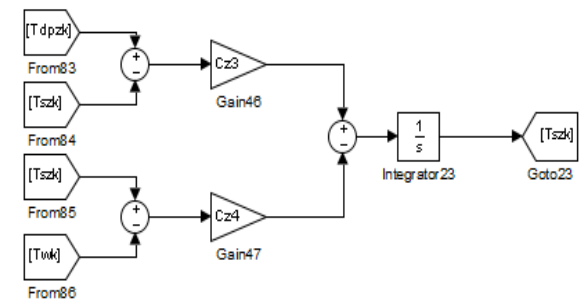 [Tdpzk]
From83
[Tszk]
From84
+
−
Cz3
Gain46
[Tszk]
From85
[Twk]
From86
+
−
Cz4
Gain47
+
−
1
s
Integrator23
[Tszk]
Goto23